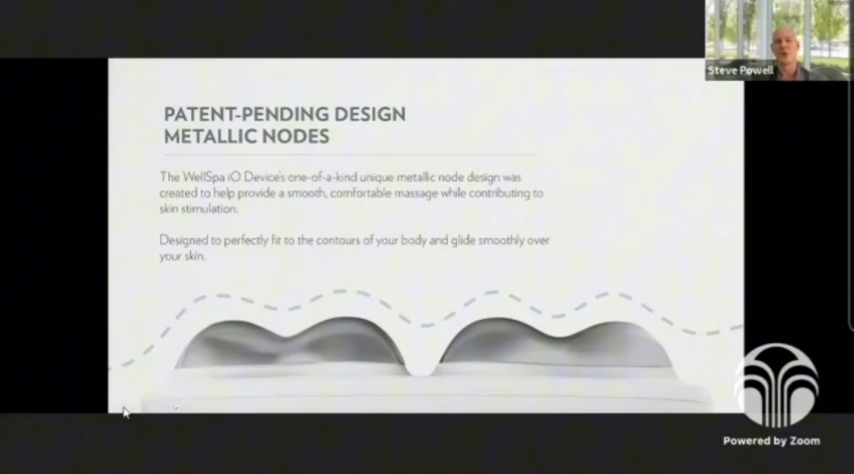 Steve Powell
PATENT-PENDING DESIGN
METALLIC NODES
The WellSpa iO Device's one-of-a-kind unique metallic node design was
created to help provide a smooth, comfortable massage while contributing to
skin stimulation.
Designed to perfectly fit to the contours of your body and glide smoothly over
your skin.
Powered by Zoom